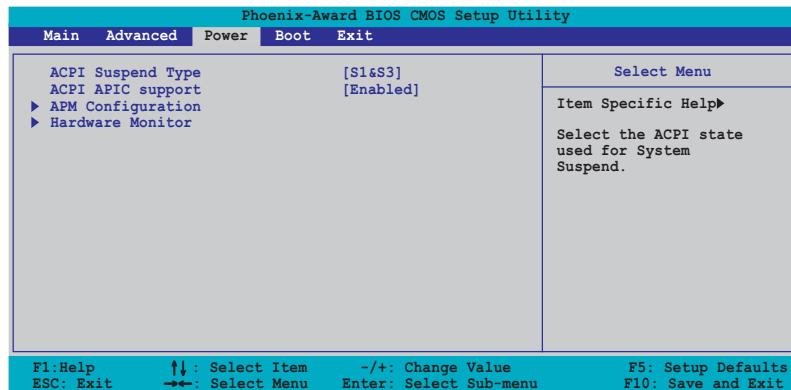 Phoenix-Award BIOS CMOS Setup Utility
Main Advanced Power Boot Exit
ACPI Suspend Type [S1&S3]
ACPI APIC support [Enabled]
APM Configuration
Hardware Monitor
Select Menu
Item Specific Help
Select the ACPI state
used for System
Suspend.
F1:Help ↑↓: Select Item -/+: Change Value F5: Setup Defaults
ESC: Exit →←: Select Menu Enter: Select Sub-menu F10: Save and Exit